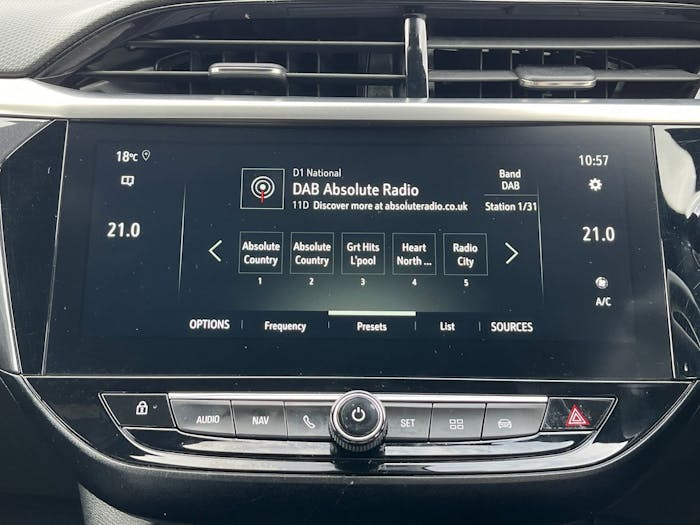 18°C
10:57
D1 National
DAB Absolute Radio
11D Discover more at absoluteradio.co.uk
Band
DAB
Station 1/31
21.0
21.0
Absolute
Country
Absolute
Country
Grt Hits
L'pool
Heart
North ...
Radio
City
1
2
3
4
5
A/C
OPTIONS
Frequency
Presets
List
SOURCES
AUDIO
NAV
SET